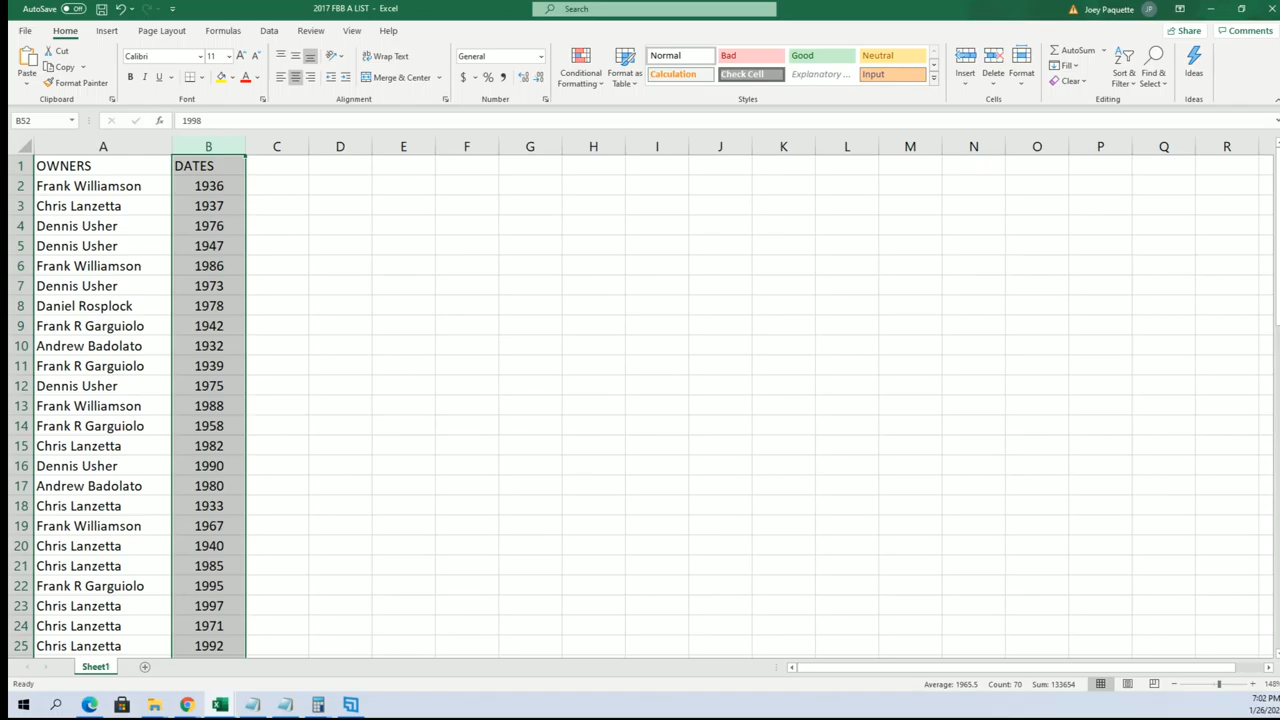 AutoSave Off 2017 FBB A LIST - Excel Search Joey Paquette JP
File Home Insert Page Layout Formulas Data Review View Help Share Comments
Paste Cut Copy Format Painter Clipboard
Calibri 11 A A B I U A Font
ab Wrap Text Merge & Center Alignment
General $ % , Number
Conditional Formatting Format as Table Normal Bad Good Neutral
Calculation Check Cell Explanatory ... Input Styles
Insert Delete Format Cells
AutoSum Fill Clear Sort & Filter Find & Select Editing
Ideas Ideas
B52 fx 1998
A B C D E F G H I J K L M N O P Q R
1 OWNERS DATES
2 Frank Williamson 1936
3 Chris Lanzetta 1937
4 Dennis Usher 1976
5 Dennis Usher 1947
6 Frank Williamson 1986
7 Dennis Usher 1973
8 Daniel Rosplock 1978
9 Frank R Garguiolo 1942
10 Andrew Badolato 1932
11 Frank R Garguiolo 1939
12 Dennis Usher 1975
13 Frank Williamson 1988
14 Frank R Garguiolo 1958
15 Chris Lanzetta 1982
16 Dennis Usher 1990
17 Andrew Badolato 1980
18 Chris Lanzetta 1933
19 Frank Williamson 1967
20 Chris Lanzetta 1940
21 Chris Lanzetta 1985
22 Frank R Garguiolo 1995
23 Chris Lanzetta 1997
24 Chris Lanzetta 1971
25 Chris Lanzetta 1992
Sheet1
Ready Average: 1965.5 Count: 70 Sum: 133654 148%
7:02 PM
1/26/202